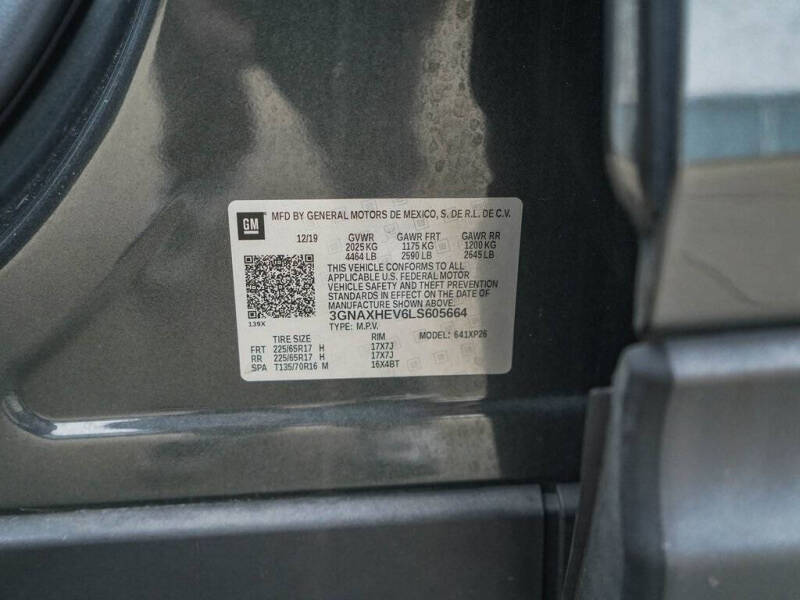 GM MFD BY GENERAL MOTORS DE MEXICO, S. DE R.L. DE C.V.
12/19 GVWR GAWR FRT GAWR RR
2025 KG 1175 KG 1200 KG
4464 LB 2590 LB 2645 LB
THIS VEHICLE CONFORMS TO ALL
APPLICABLE U.S. FEDERAL MOTOR
VEHICLE SAFETY AND THEFT PREVENTION
STANDARDS IN EFFECT ON THE DATE OF
MANUFACTURE SHOWN ABOVE.
139X 3GNAXHEV6LS605664
TYPE: M.P.V. MODEL: 641XP26
TIRE SIZE RIM
FRT 225/65R17 H 17X7J
RR 225/65R17 H 17X7J
SPA T135/70R16 M 16X4BT